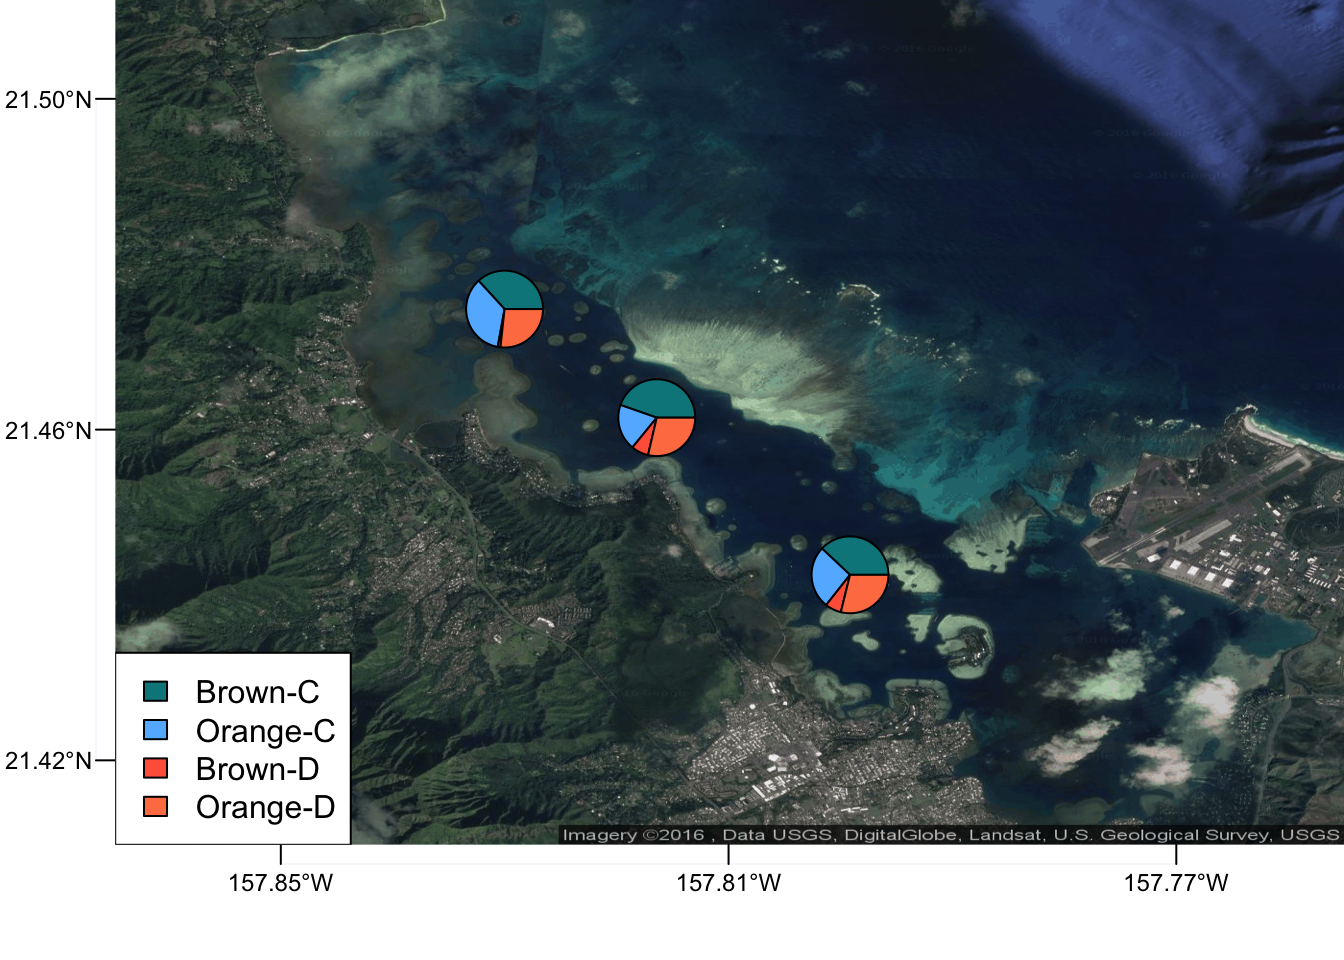 21.50°N
21.46°N
21.42°N
Brown-C
Orange-C
Brown-D
Orange-D
Imagery ©2016 , Data USGS, DigitalGlobe, Landsat, U.S. Geological Survey, USGS
157.85°W
157.81°W
157.77°W